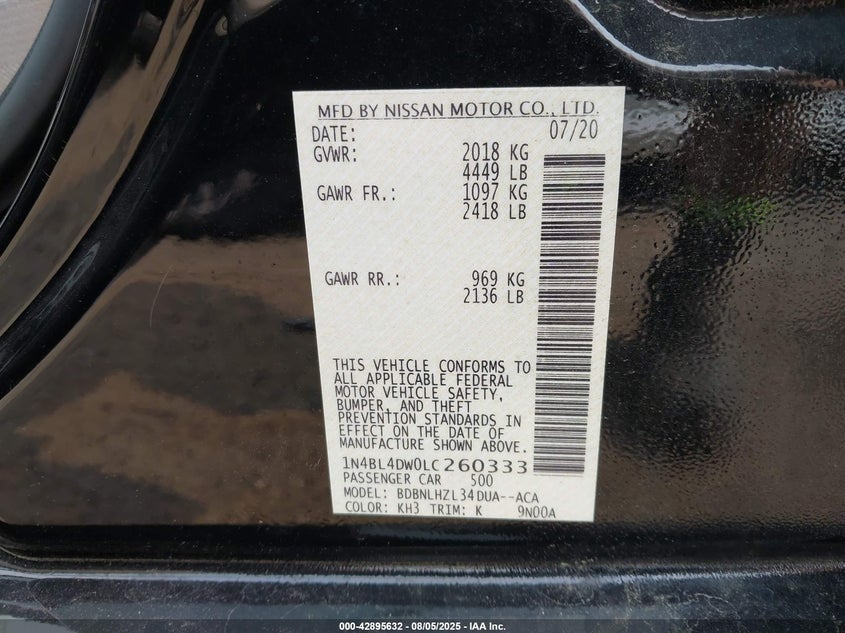 MFD BY NISSAN MOTOR CO., LTD.
DATE: 07/20
GVWR: 2018 KG
4449 LB
GAWR FR.: 1097 KG
2418 LB
GAWR RR.: 969 KG
2136 LB
THIS VEHICLE CONFORMS TO
ALL APPLICABLE FEDERAL
MOTOR VEHICLE SAFETY,
BUMPER, AND THEFT
PREVENTION STANDARDS IN
EFFECT ON THE DATE OF
MANUFACTURE SHOWN ABOVE.
1N4BL4DW0LC260333
PASSENGER CAR 500
MODEL: BDBNLHZL34DUA--ACA
COLOR: KH3 TRIM: K 9N00A
000-42895632 - 08/05/2025 - IAA Inc.